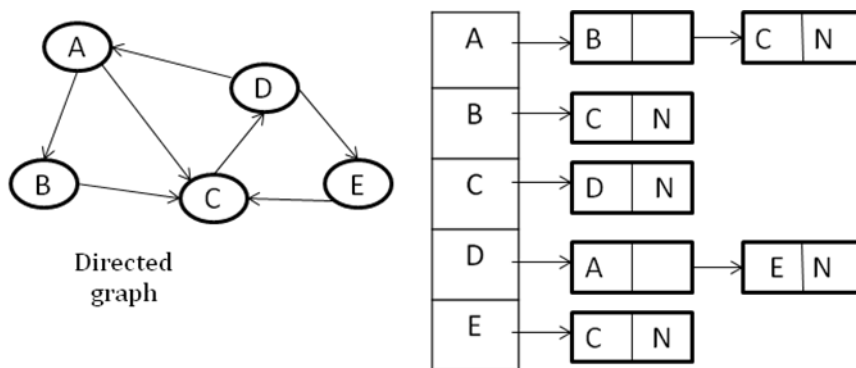 A
D
B
C
E
Directed
graph
A B C N
B C N
C D N
D A E N
E C N